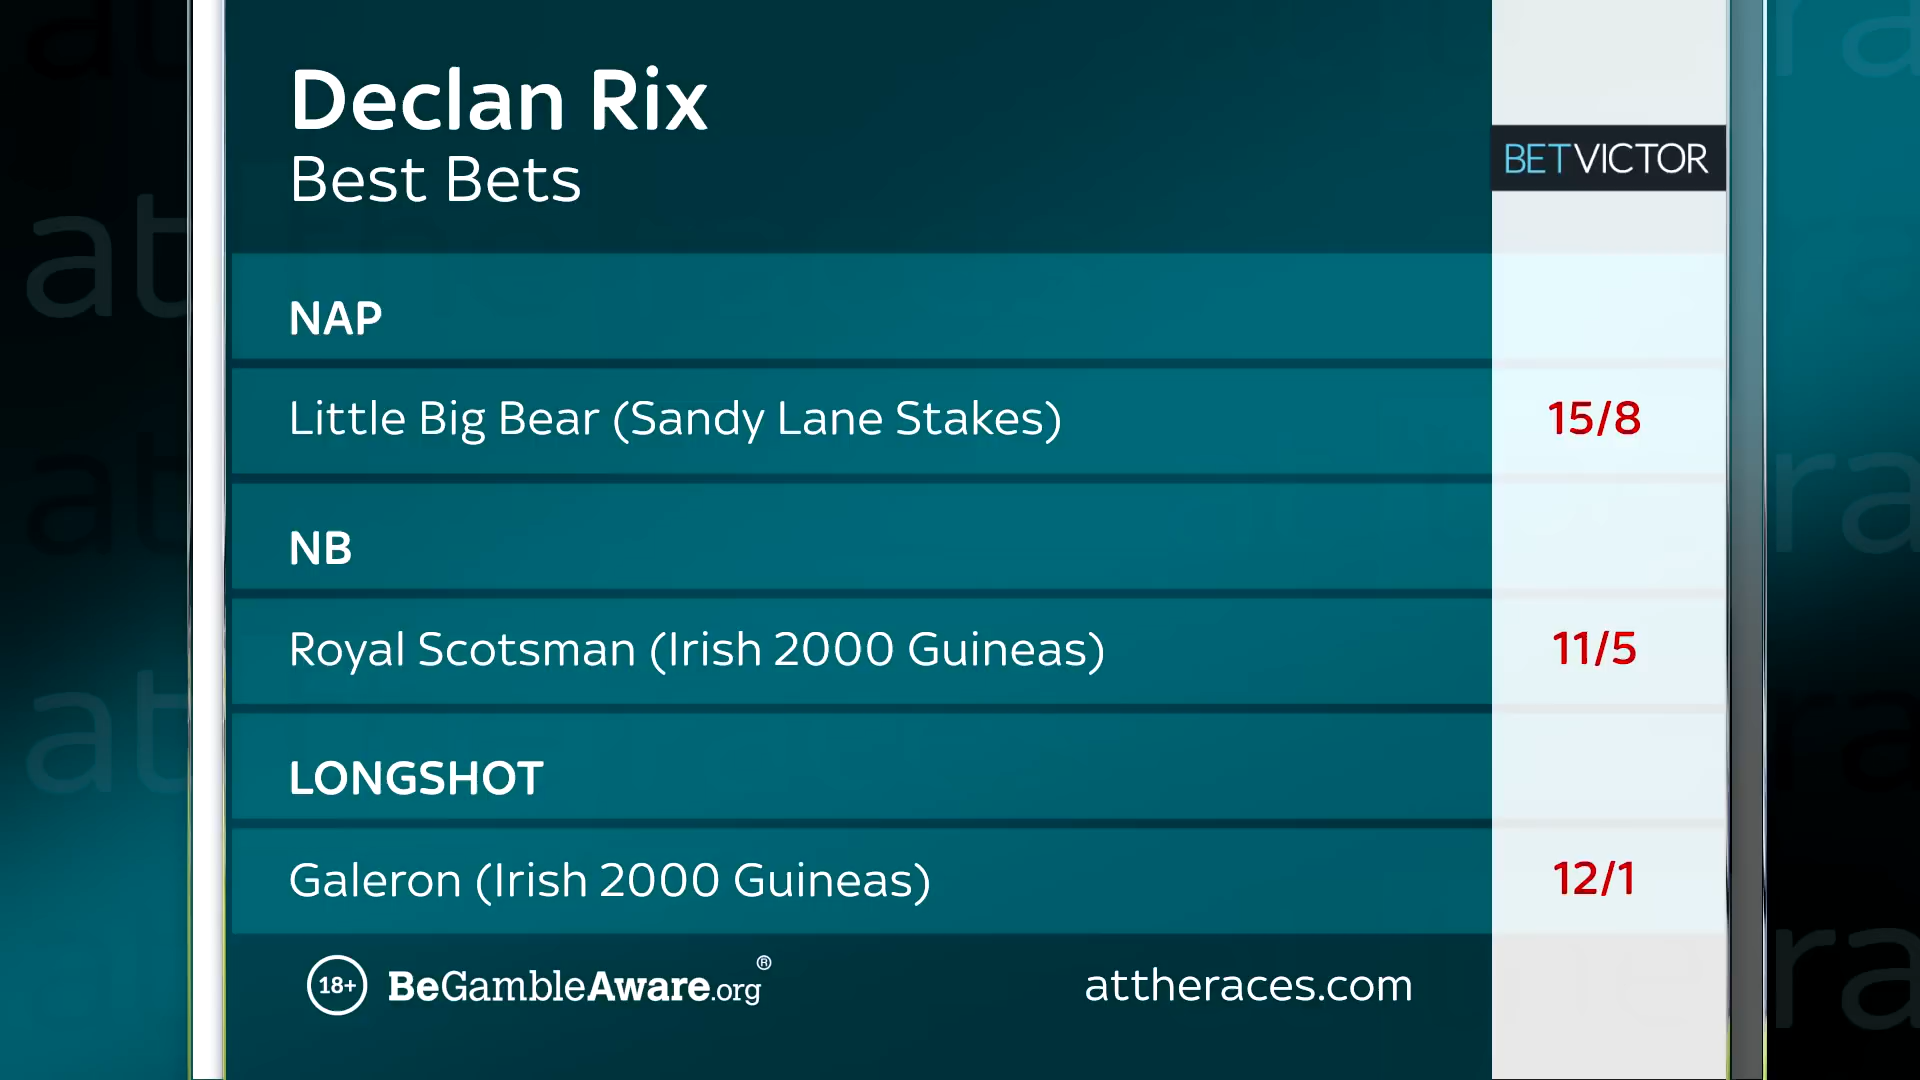 Declan Rix
Best Bets
BETVICTOR
NAP
Little Big Bear (Sandy Lane Stakes) 15/8
NB
Royal Scotsman (Irish 2000 Guineas) 11/5
LONGSHOT
Galeron (Irish 2000 Guineas) 12/1
18+ BeGambleAware.org® attheraces.com